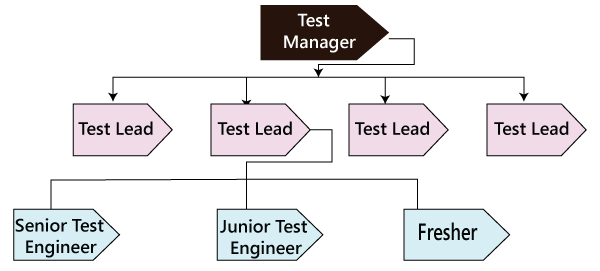 Test
Manager
Test Lead
Test Lead
Test Lead
Test Lead
Senior Test
Engineer
Junior Test
Engineer
Fresher